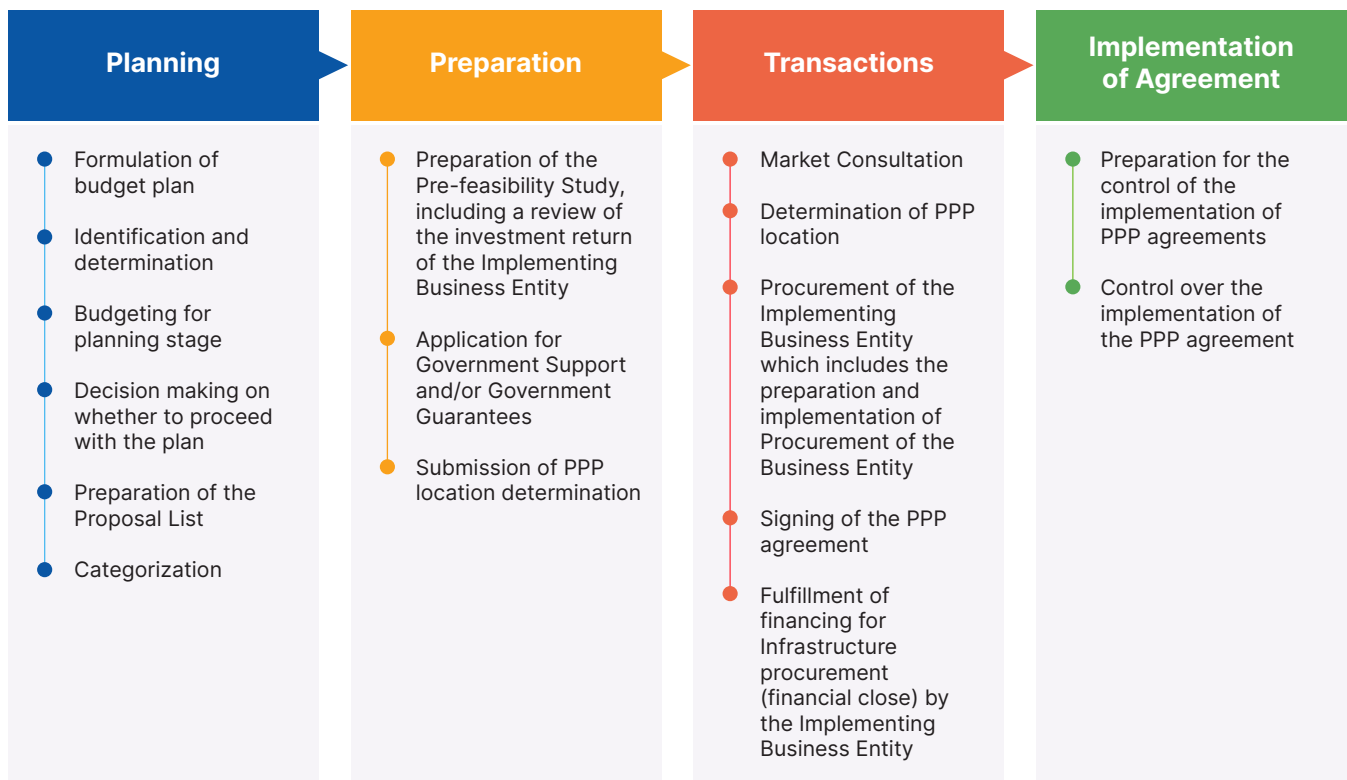 Planning
Formulation of
budget plan
Identification and
determination
Budgeting for
planning stage
Decision making on
whether to proceed
with the plan
Preparation of the
Proposal List
Categorization
Preparation
Preparation of the
Pre-feasibility Study,
including a review of
the investment return
of the Implementing
Business Entity
Application for
Government Support
and/or Government
Guarantees
Submission of PPP
location determination
Transactions
Market Consultation
Determination of PPP
location
Procurement of the
Implementing
Business Entity
which includes the
preparation and
implementation of
Procurement of the
Business Entity
Signing of the PPP
agreement
Fulfillment of
financing for
Infrastructure
procurement
(financial close) by
the Implementing
Business Entity
Implementation
of Agreement
Preparation for the
control of the
implementation of
PPP agreements
Control over the
implementation of
the PPP agreement